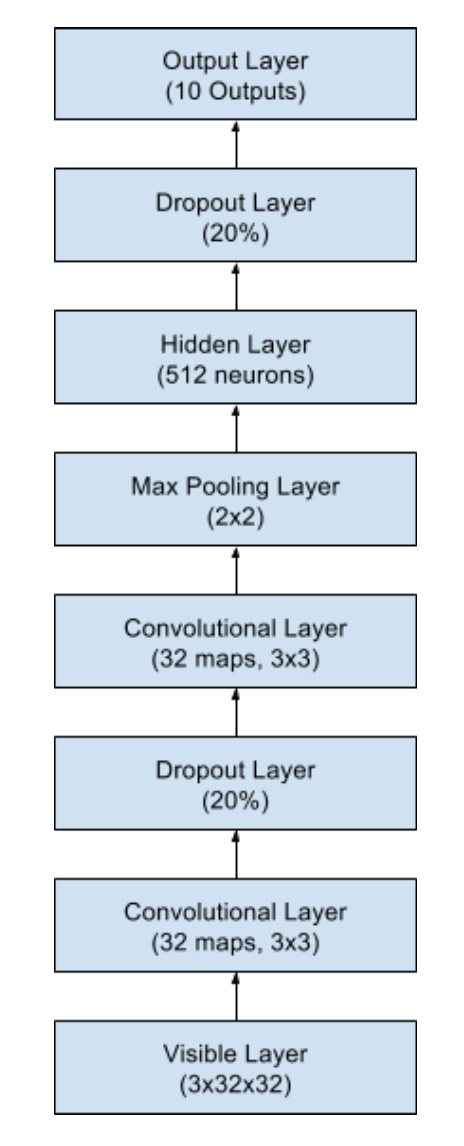 Output Layer
(10 Outputs)
Dropout Layer
(20%)
Hidden Layer
(512 neurons)
Max Pooling Layer
(2x2)
Convolutional Layer
(32 maps, 3x3)
Dropout Layer
(20%)
Convolutional Layer
(32 maps, 3x3)
Visible Layer
(3x32x32)